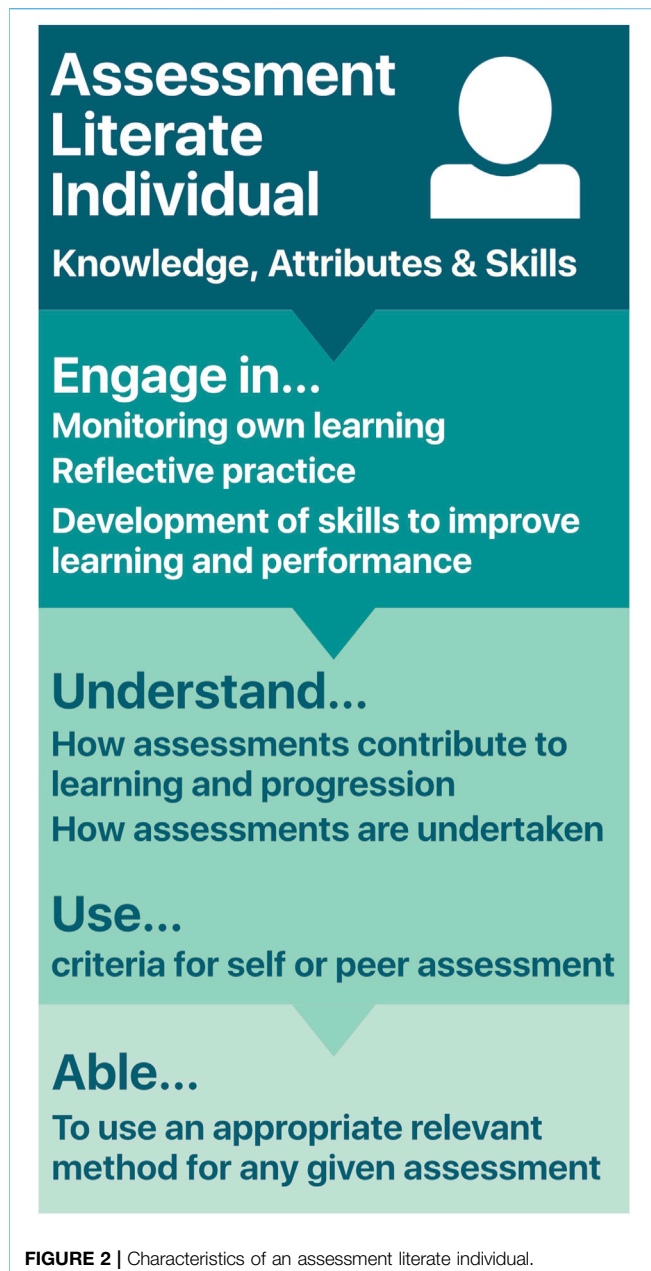 Assessment
Literate
Individual
Knowledge, Attributes & Skills
Engage in...
Monitoring own learning
Reflective practice
Development of skills to improve
learning and performance
Understand...
How assessments contribute to
learning and progression
How assessments are undertaken
Use...
criteria for self or peer assessment
Able...
To use an appropriate relevant
method for any given assessment
FIGURE 2 | Characteristics of an assessment literate individual.